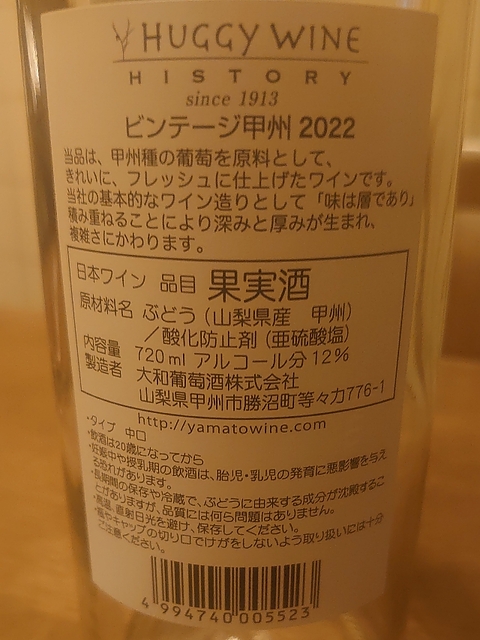 HUGGY WINE
HISTORY
since 1913
ビンテージ甲州 2022
当品は、甲州種の葡萄を原料として、
きれいに、フレッシュに仕上げたワインです。
当社の基本的なワイン造りとして「味は層であり」
積み重ねることにより深みと厚みが生まれ、
複雑さにかわります。
日本ワイン 品目 果実酒
原材料名 ぶどう(山梨県産 甲州)
/酸化防止剤(亜硫酸塩)
内容量 720ml アルコール分12%
製造者 大和葡萄酒株式会社
山梨県甲州市勝沼町等々力776-1
http://yamatowine.com
・タイプ 中口
・飲酒は20歳になってから
・妊娠中や授乳期の飲酒は、胎児・乳児の発育に悪影響を与え
る恐れがあります。
・長期間の保存や冷蔵で、ぶどうに由来する成分が沈殿するこ
とがありますが、品質には何ら問題はありません。
・高温、直射日光を避け、保存してください。
・瓶やキャップの切り口でけがをしないよう取り扱いには十分
ご注意ください。
4 994740 005523